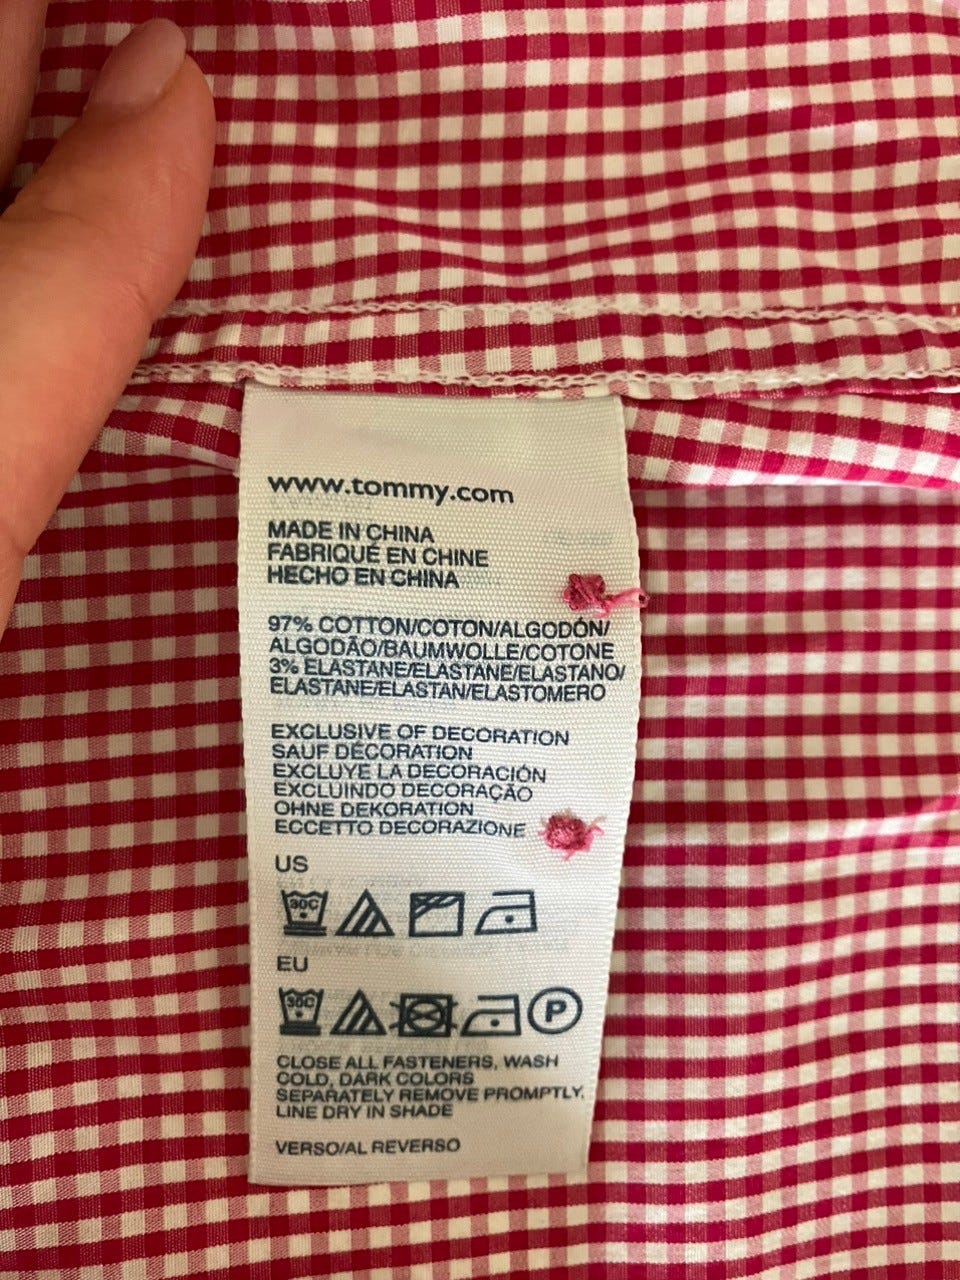 www.tommy.com
MADE IN CHINA
FABRIQUÉ EN CHINE
HECHO EN CHINA
97% COTTON/COTON/ALGODÓN/
ALGODÃO/BAUMWOLLE/COTONE
3% ELASTANE/ELASTANE/ELASTANO/
ELASTANE/ELASTAN/ELASTOMERO
EXCLUSIVE OF DECORATION
SAUF DÉCORATION
EXCLUYE LA DECORACIÓN
EXCLUINDO DECORAÇÃO
OHNE DEKORATION
ECCETTO DECORAZIONE
US
30C
EU
30C
P
CLOSE ALL FASTENERS, WASH
COLD, DARK COLORS
SEPARATELY REMOVE PROMPTLY,
LINE DRY IN SHADE
VERSO/AL REVERSO